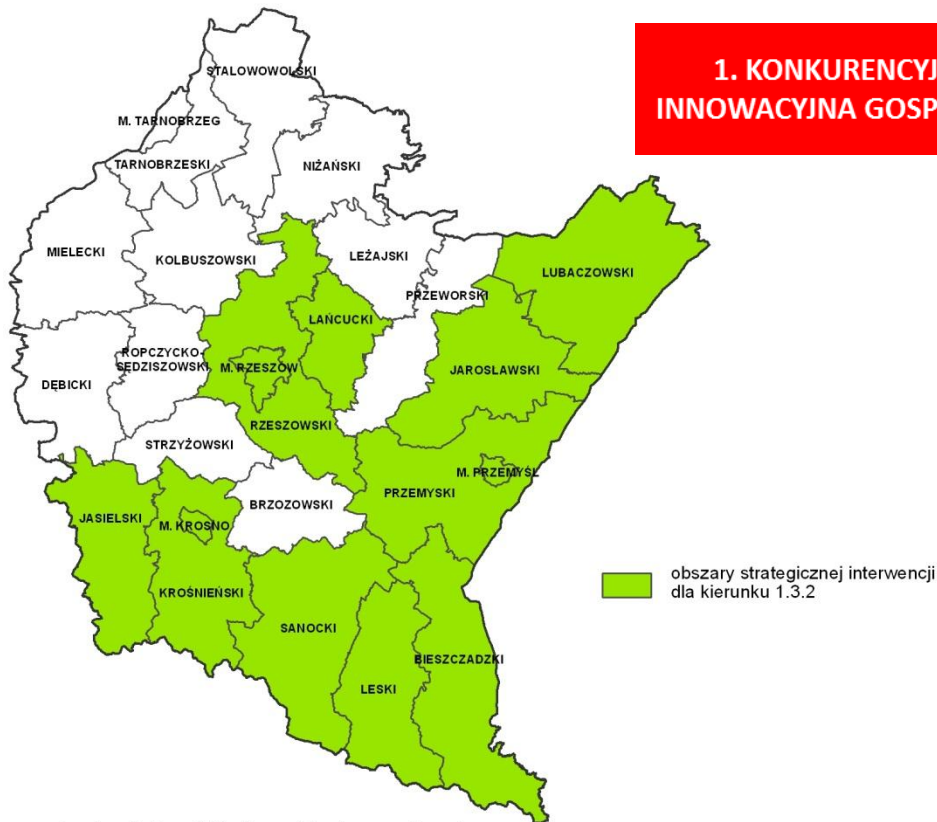 1. KONKURENCYJ
INNOWACYJNA GOSP
STALOWOWOLSKI
M. TARNOBRZEG
TARNOBRZESKI
NIŻAŃSKI
MIELECKI
KOLBUSZOWSKI
LEŻAJSKI
PRZEWORSKI
LUBACZOWSKI
ŁAŃCUCKI
ROPCZYCKO-
SĘDZISZOWSKI
M. RZESZÓW
DĘBICKI
JAROSŁAWSKI
RZESZOWSKI
STRZYŻOWSKI
M. PRZEMYŚL
PRZEMYSKI
BRZOZOWSKI
JASIELSKI
M. KROSNO
KROŚNIEŃSKI
SANOCKI
BIESZCZADZKI
LESKI
obszary strategicznej interwencji
dla kierunku 1.3.2